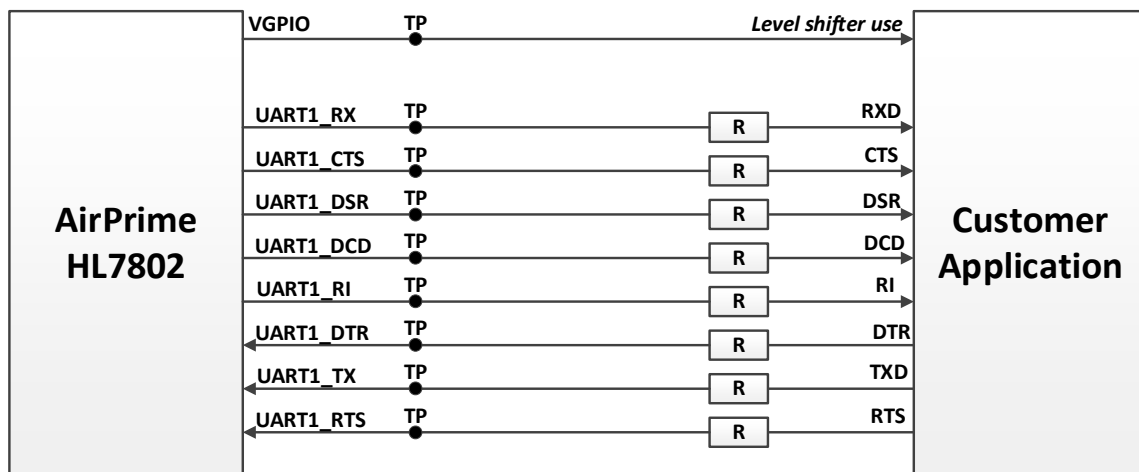 VGPIO TP Level shifter use
UART1_RX TP R RXD
UART1_CTS TP R CTS
UART1_DSR TP R DSR
AirPrime
HL7802
Customer
Application
UART1_DCD TP R DCD
UART1_RI TP R RI
UART1_DTR TP R DTR
UART1_TX TP R TXD
UART1_RTS TP R RTS